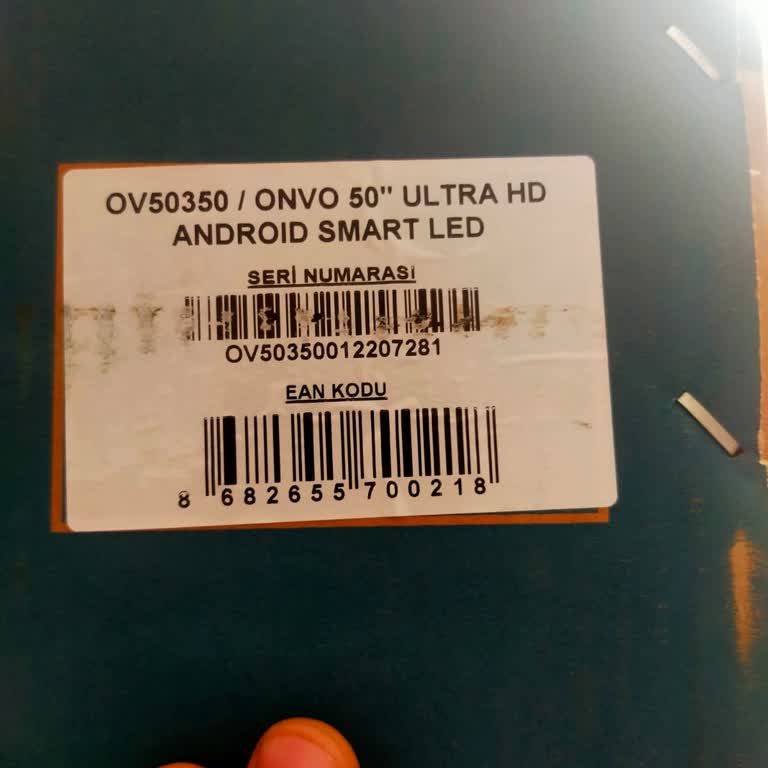 OV50350 / ONVO 50" ULTRA HD
ANDROID SMART LED
SERİ NUMARASI
OV50350012207281
EAN KODU
8 682655 700218